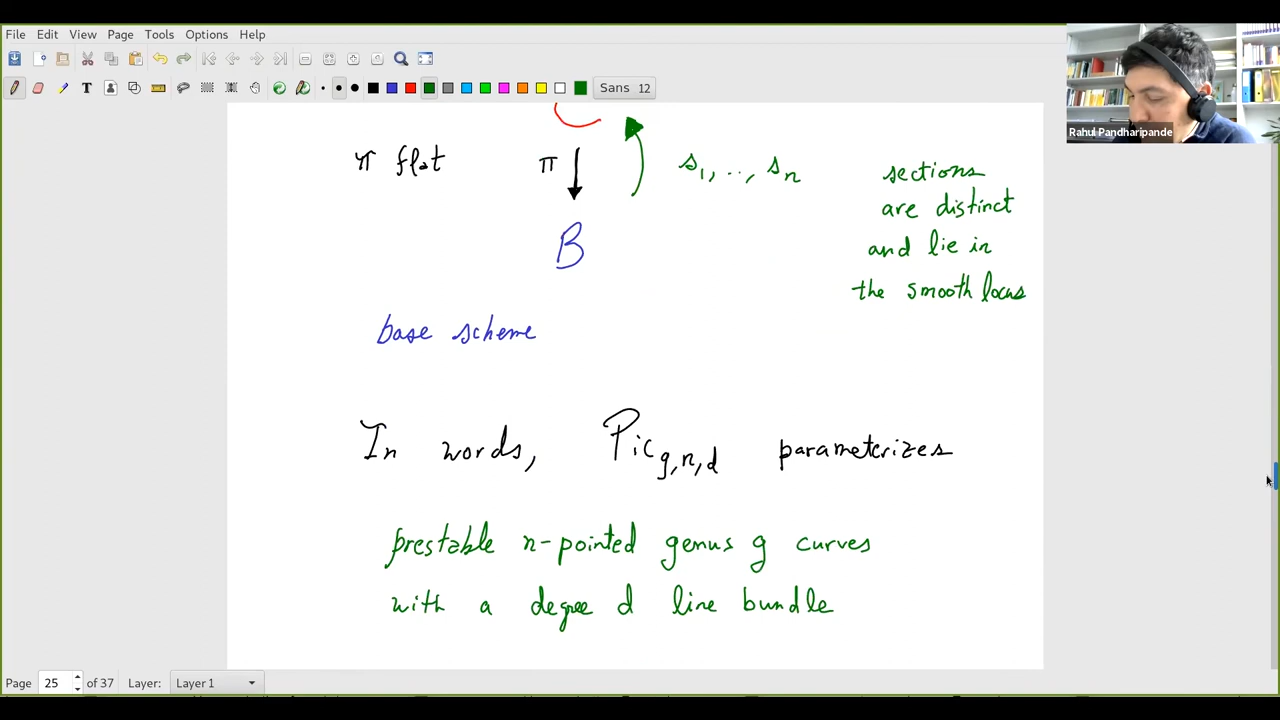 File Edit View Page Tools Options Help
Sans 12
Rahul Pandharipande
π flat
π
s₁, .., sₙ
sections
are distinct
and lie in
the smooth locus
B
base scheme
In words, Pic g,n,d parameterizes
prestable n-pointed genus g curves
with a degree d line bundle
Page 25 of 37 Layer: Layer 1